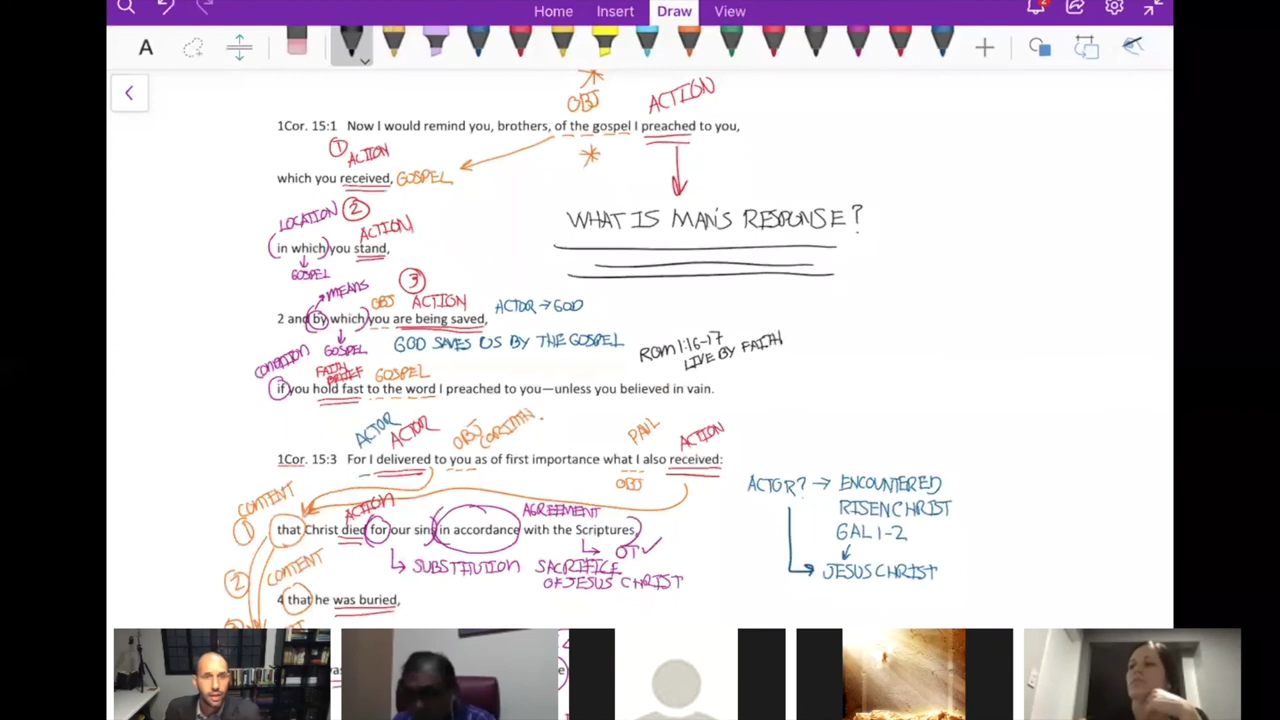 Home Insert Draw View
2
A
OBJ ACTION
1Cor. 15:1 Now I would remind you, brothers, of the gospel I preached to you,
1 ACTION
which you received, GOSPEL
WHAT IS MAN'S RESPONSE?
LOCATION 2
ACTION
(in which) you stand,
GOSPEL
3
MEANS OBJ ACTION ACTOR → GOD
2 and by which) you are being saved,
GOSPEL GOD SAVES US BY THE GOSPEL
ROM 1:16-17
LIVE BY FAITH
CONDITION FAITH GOSPEL
if you hold fast to the word I preached to you—unless you believed in vain.
ACTOR ACTOR OBJ PAUL ACTION
1Cor. 15:3 For I delivered to you as of first importance what I also received:
OBJ
ACTOR? → ENCOUNTERED
RISEN CHRIST
GAL 1-2
JESUS CHRIST
CONTENT ACTION AGREEMENT
1 that Christ died for our sins in accordance with the Scriptures,
OT ✓
SUBSTITUTION SACRIFICE
OF JESUS CHRIST
2 CONTENT
4 that he was buried,